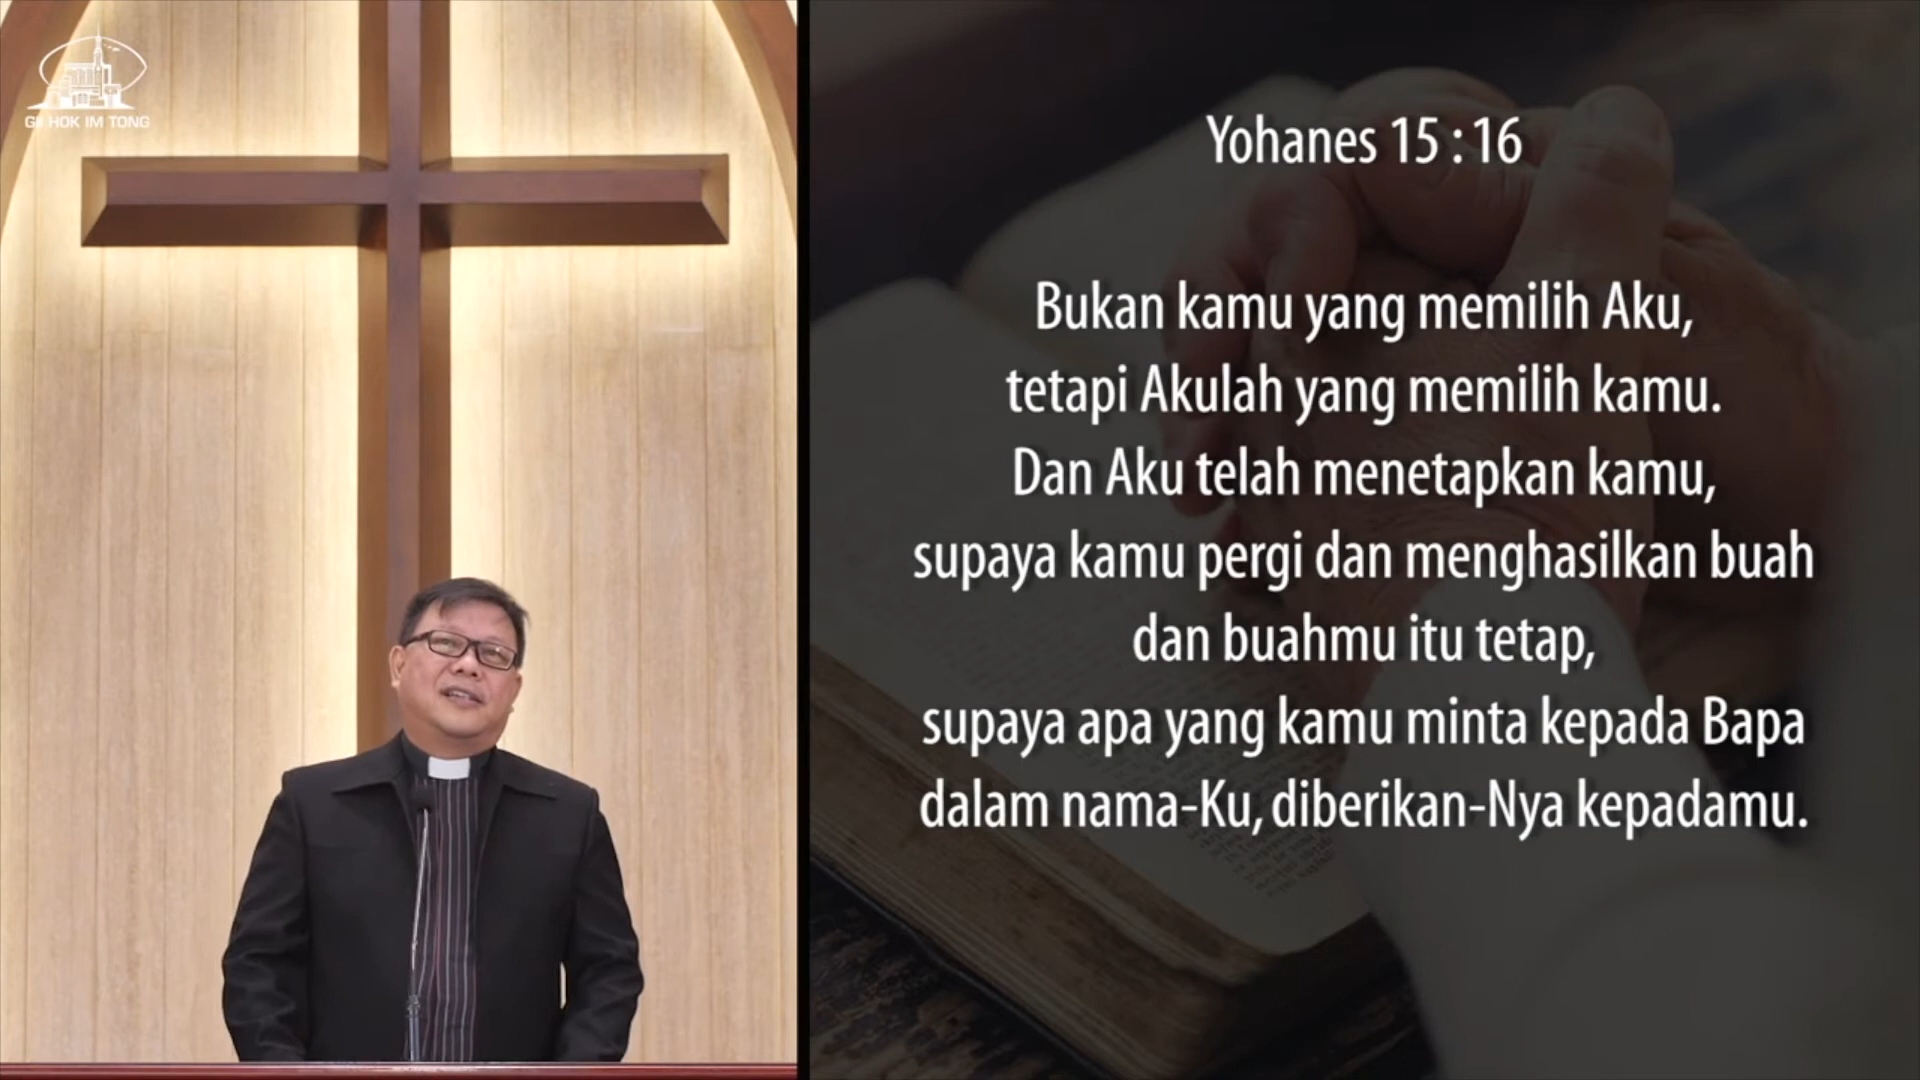 GII HOK IM TONG
Yohanes 15 : 16
Bukan kamu yang memilih Aku,
tetapi Akulah yang memilih kamu.
Dan Aku telah menetapkan kamu,
supaya kamu pergi dan menghasilkan buah
dan buahmu itu tetap,
supaya apa yang kamu minta kepada Bapa
dalam nama-Ku, diberikan-Nya kepadamu.